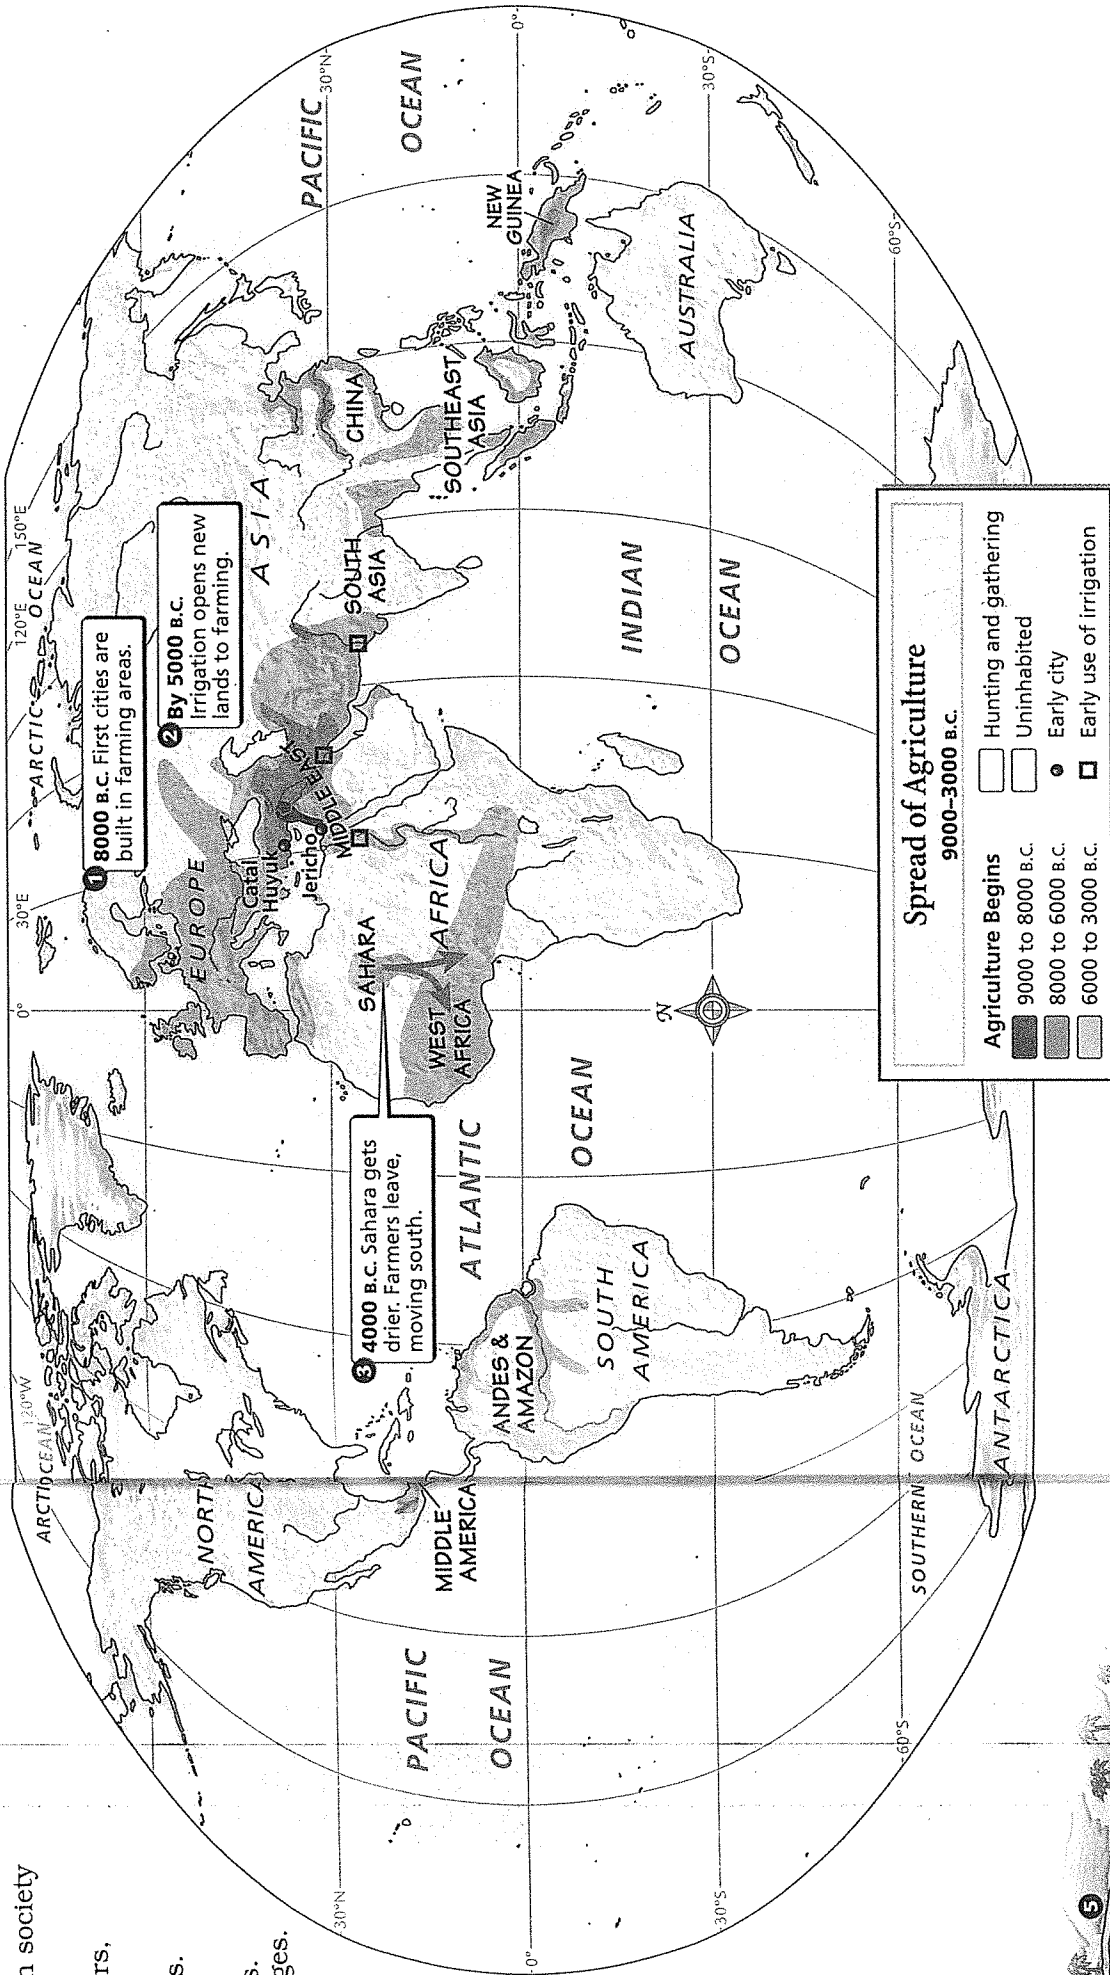 n society
rs,
s.
s.
ges.
ARCTIC
OCEAN
120°W
0°
30°E
ARCTIC
OCEAN
120°E
150°E
1 8000 B.C. First cities are
built in farming areas.
2 By 5000 B.C.
Irrigation opens new
lands to farming.
3 4000 B.C. Sahara gets
drier. Farmers leave,
moving south.
NORTH
AMERICA
MIDDLE
AMERICA
EUROPE
Catal
Huyuk
Jericho
MIDDLE EAST
ASIA
SOUTH
ASIA
CHINA
SOUTHEAST
ASIA
NEW
GUINEA
SAHARA
AFRICA
WEST
AFRICA
ANDES &
AMAZON
SOUTH
AMERICA
AUSTRALIA
PACIFIC
OCEAN
ATLANTIC
OCEAN
INDIAN
OCEAN
PACIFIC
OCEAN
SOUTHERN OCEAN
ANTARCTICA
30°N
0°
30°S
60°S
30°N
0°
30°S
60°S
N
Spread of Agriculture
9000–3000 B.C.
Agriculture Begins
9000 to 8000 B.C.
8000 to 6000 B.C.
6000 to 3000 B.C.
Hunting and gathering
Uninhabited
Early city
Early use of irrigation
5